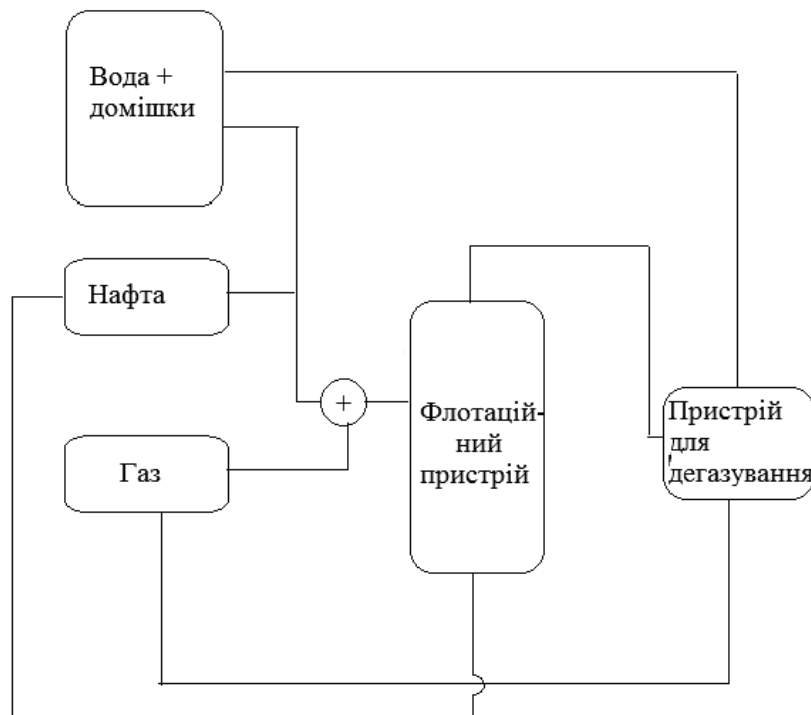 Вода +
домішки
Нафта
+
Газ
Флотацій-
ний
пристрій
Пристрій
для
дегазування